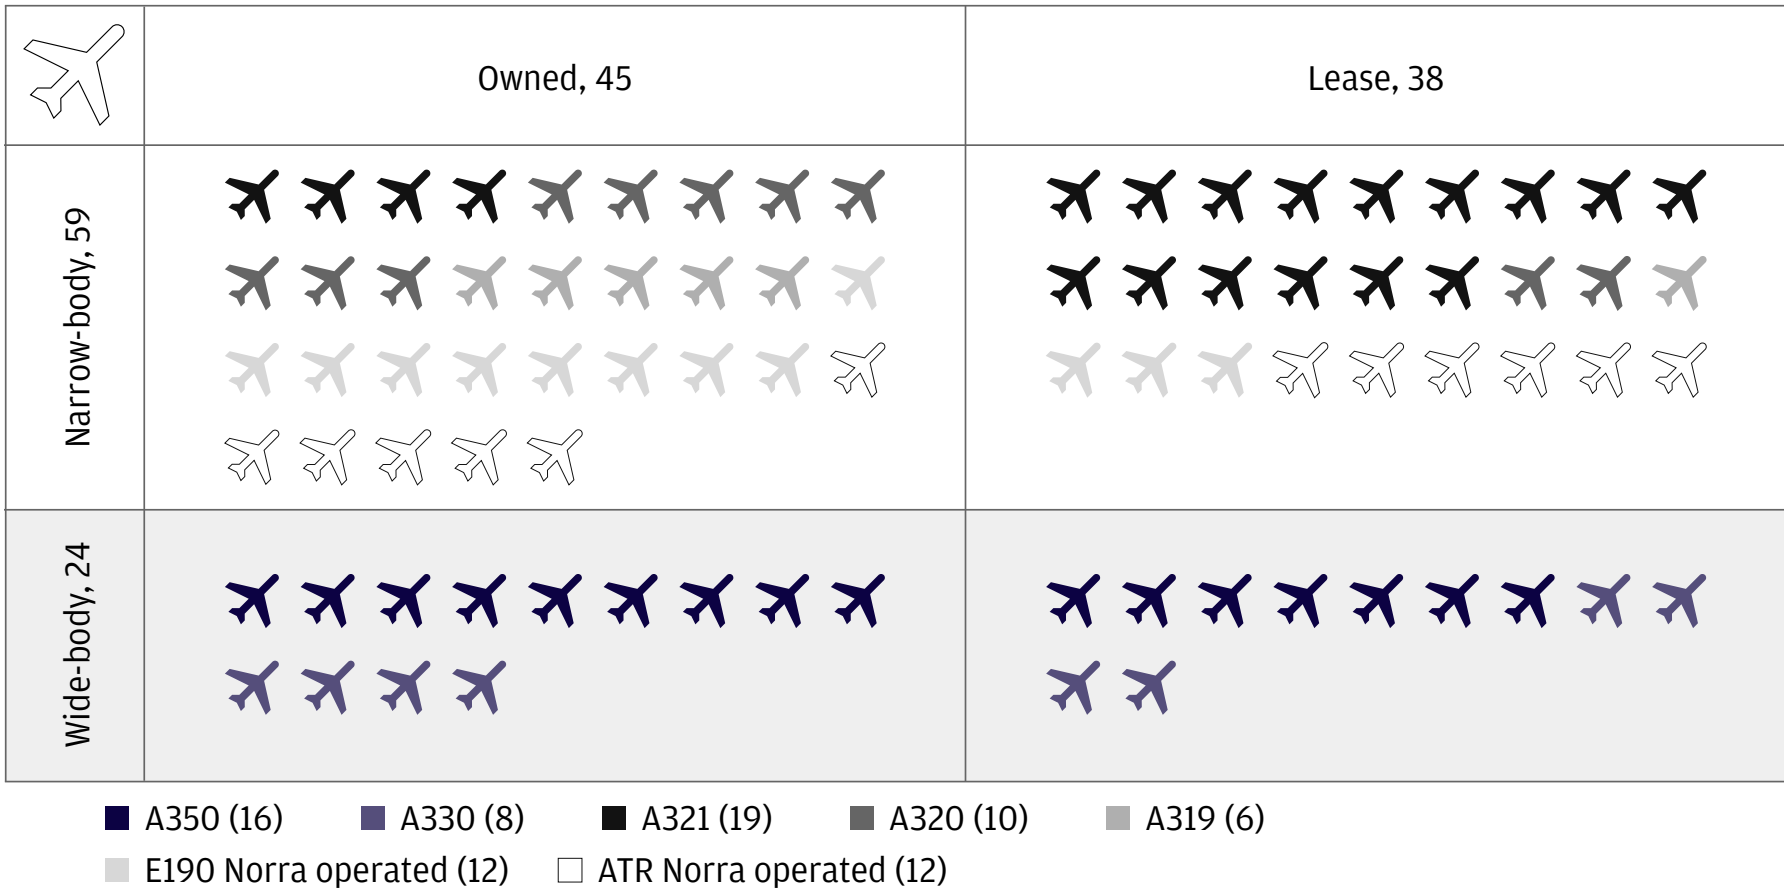 Owned, 45
Lease, 38
Narrow-body, 59
Wide-body, 24
A350 (16) A330 (8) A321 (19) A320 (10) A319 (6)
E190 Norra operated (12) ATR Norra operated (12)